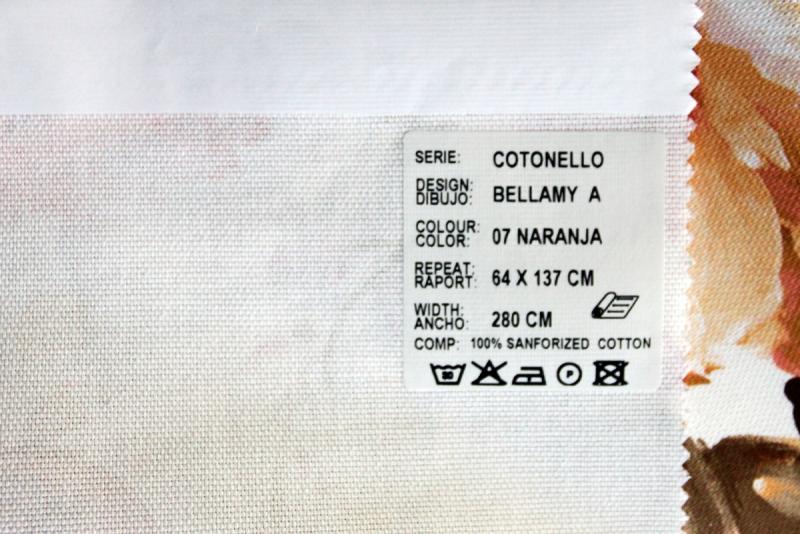 SERIE: COTONELLO
DESIGN:
DIBUJO: BELLAMY A
COLOUR:
COLOR: 07 NARANJA
REPEAT:
RAPORT: 64 X 137 CM
WIDTH:
ANCHO: 280 CM
COMP: 100% SANFORIZED COTTON
30 P